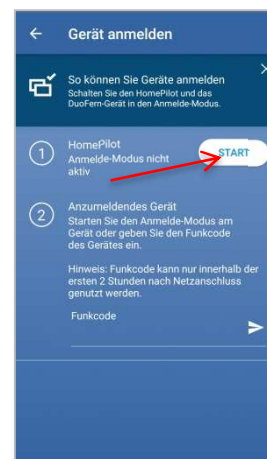 Gerät anmelden
So können Sie Geräte anmelden
Schalten Sie den HomePilot und das
DuoFern-Gerät in den Anmelde-Modus.
1
HomePilot
Anmelde-Modus nicht
aktiv
START
2
Anzumeldendes Gerät
Starten Sie den Anmelde-Modus am
Gerät oder geben Sie den Funkcode
des Gerätes ein.
Hinweis: Funkcode kann nur innerhalb der
ersten 2 Stunden nach Netzanschluss
genutzt werden.
Funkcode